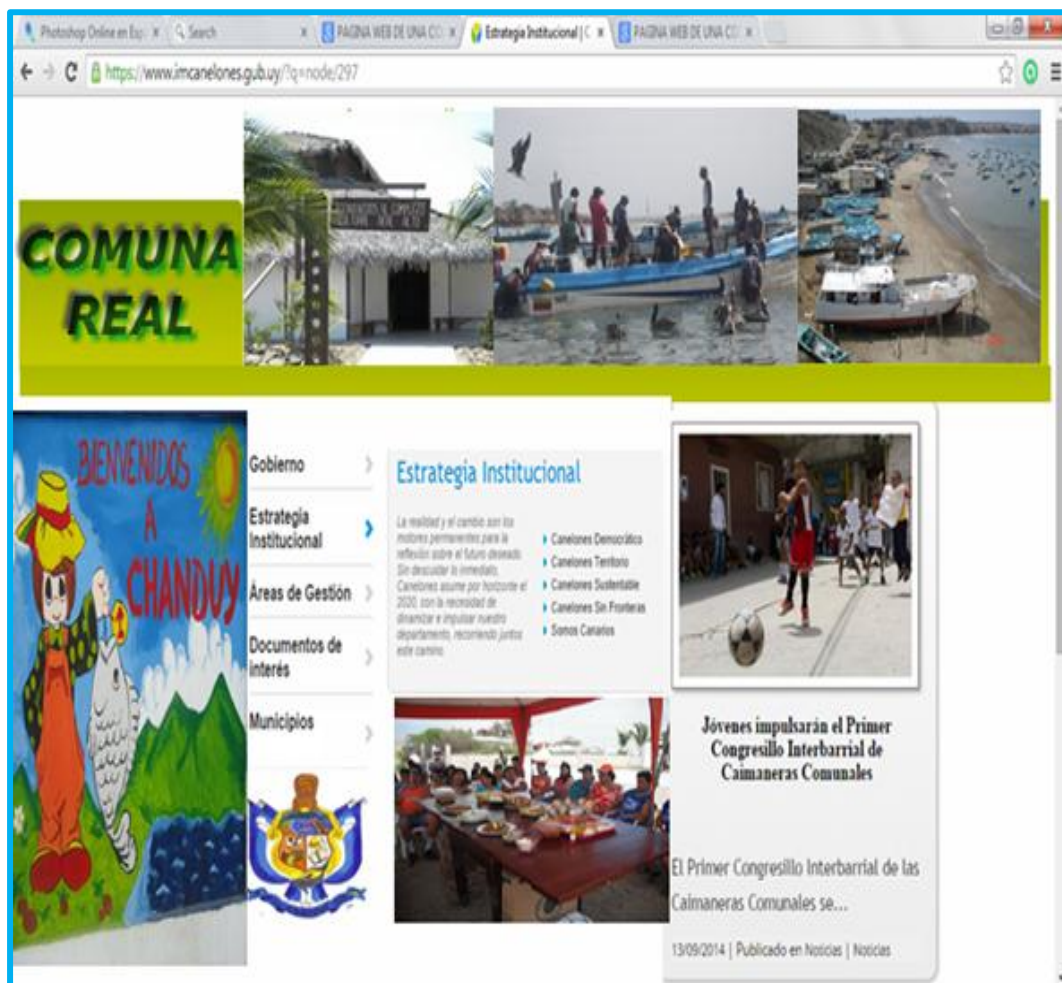 Photoshop Online en Esp
Search
PAGINA WEB DE UNA CO
Estrategia Institucional | C
PAGINA WEB DE UNA CO
https://www.imcanelones.gub.uy/?q=node/297
COMUNA
REAL
BIENVENIDOS
A
CHANDUY
Gobierno
Estrategia
Institucional
Áreas de Gestión
Documentos de
interés
Municipios
Estrategia Institucional
La realidad y el cambio son los
motores permanentes para la
reflexión sobre el futuro deseado.
Sin descuidar lo inmediato,
Canelones asume por horizonte el
2020, con la necesidad de
dinamizar e impulsar nuestro
departamento, recorriendo juntos
este camino.
Canelones Democrático
Canelones Territorio
Canelones Sustentable
Canelones Sin Fronteras
Somos Canarios
Jóvenes impulsarán el Primer
Congresillo Interbarrial de
Caimaneras Comunales
El Primer Congresillo Interbarrial de las
Caimaneras Comunales se...
13/09/2014 | Publicado en Noticias | Noticias